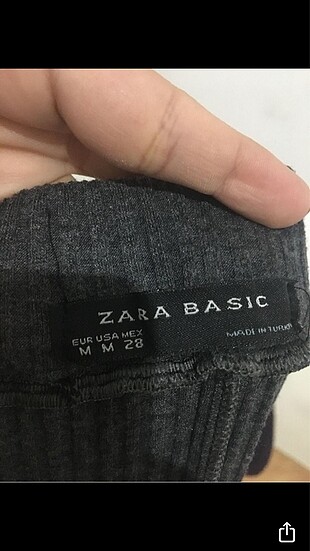 ZARA BASIC
EUR USA MEX
M M 28
MADE IN TURKEY